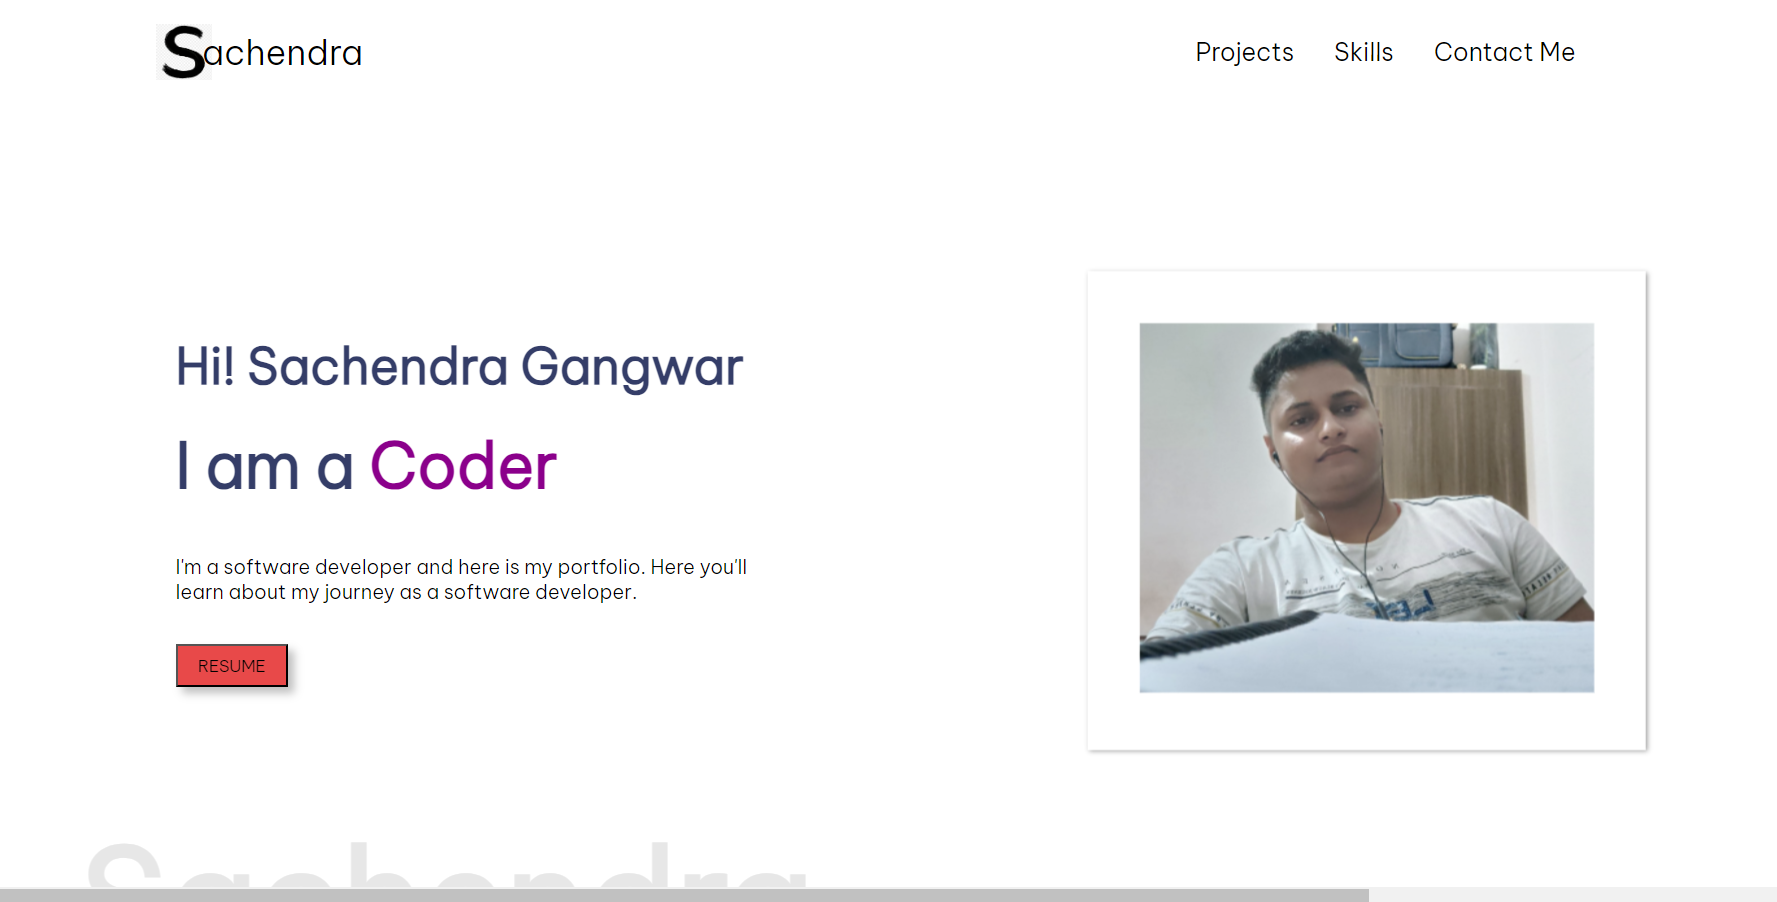 Sachendra
Projects Skills Contact Me
Hi! Sachendra Gangwar
I am a Coder
I'm a software developer and here is my portfolio. Here you'll
learn about my journey as a software developer.
RESUME
Sachendra